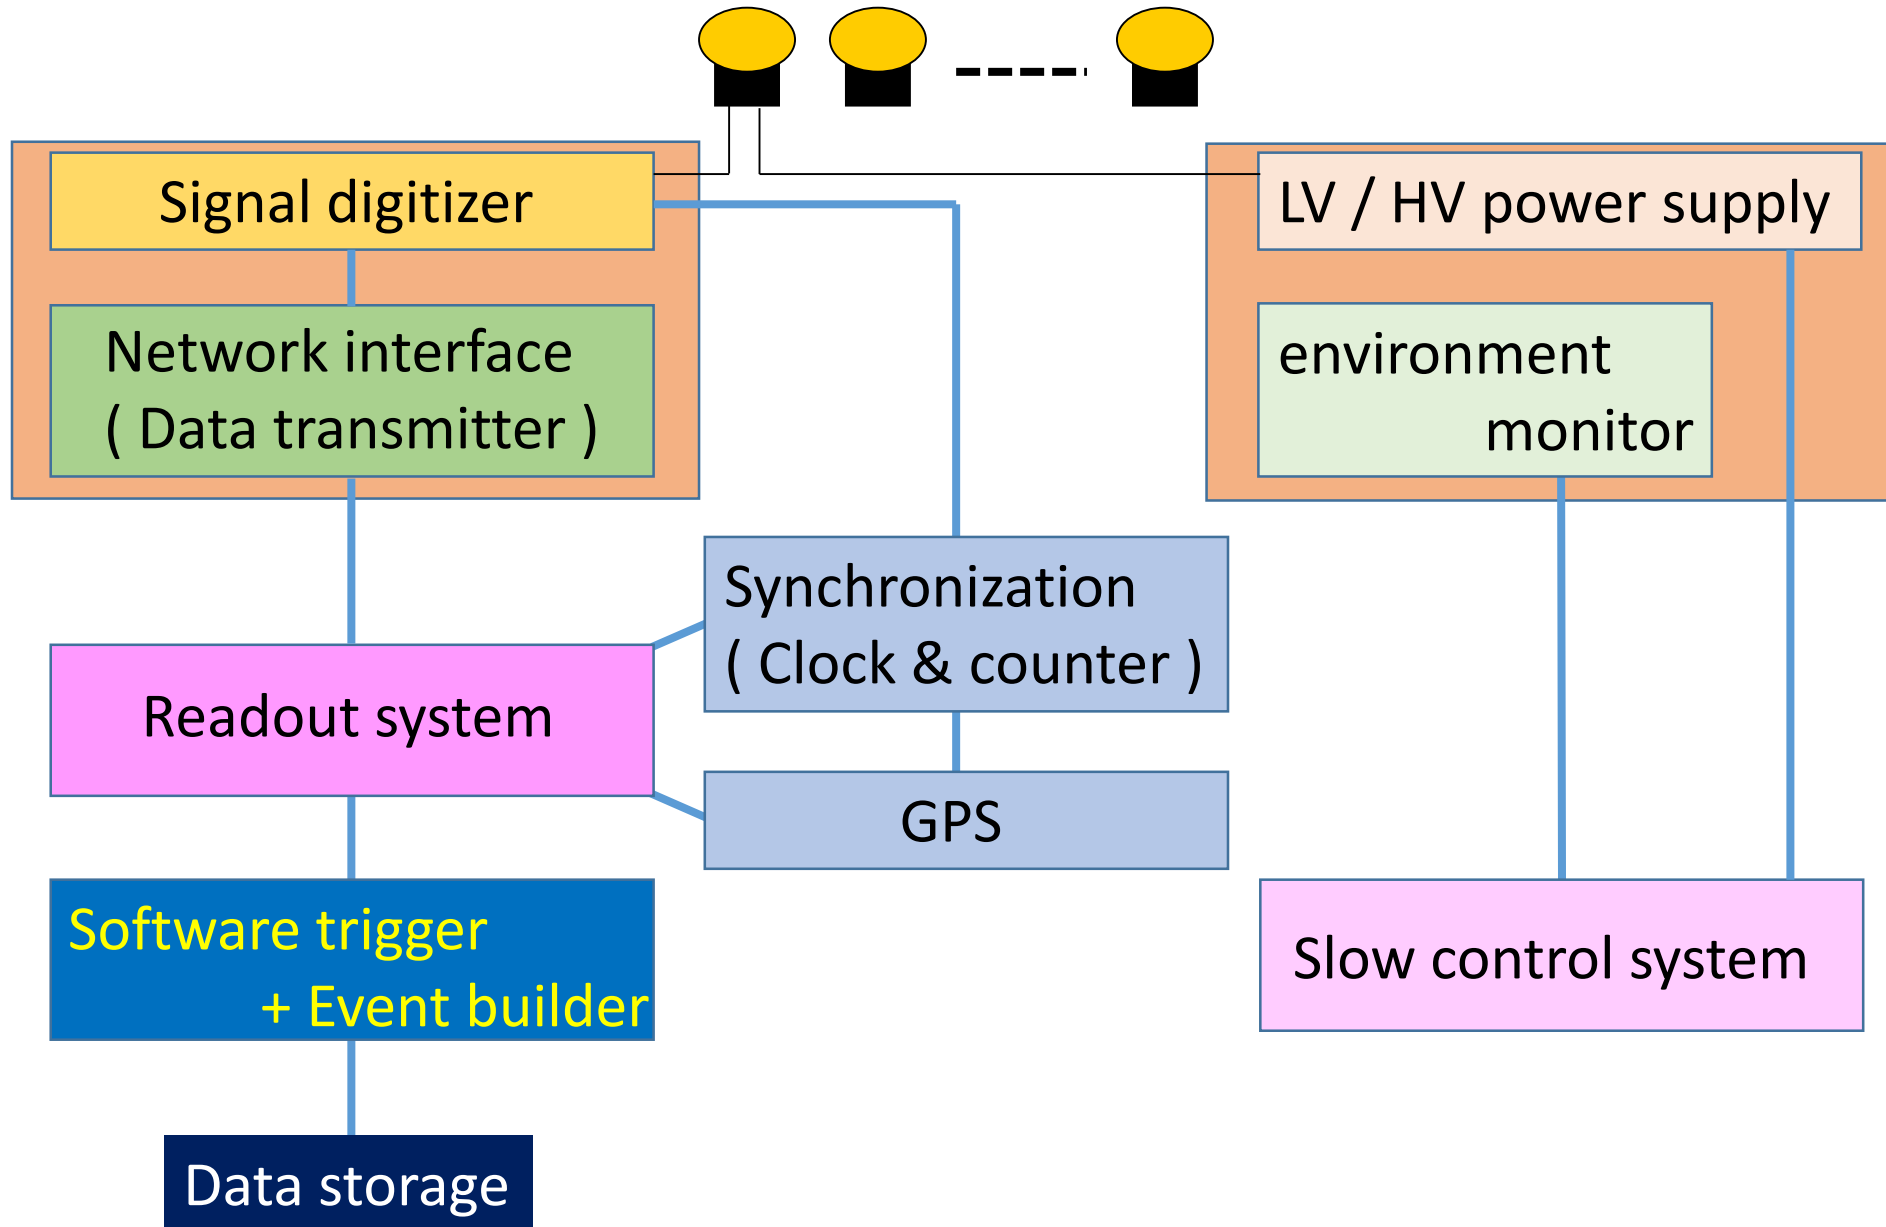 Signal digitizer
LV / HV power supply
Network interface
( Data transmitter )
environment
monitor
Synchronization
( Clock & counter )
Readout system
GPS
Software trigger
+ Event builder
Slow control system
Data storage